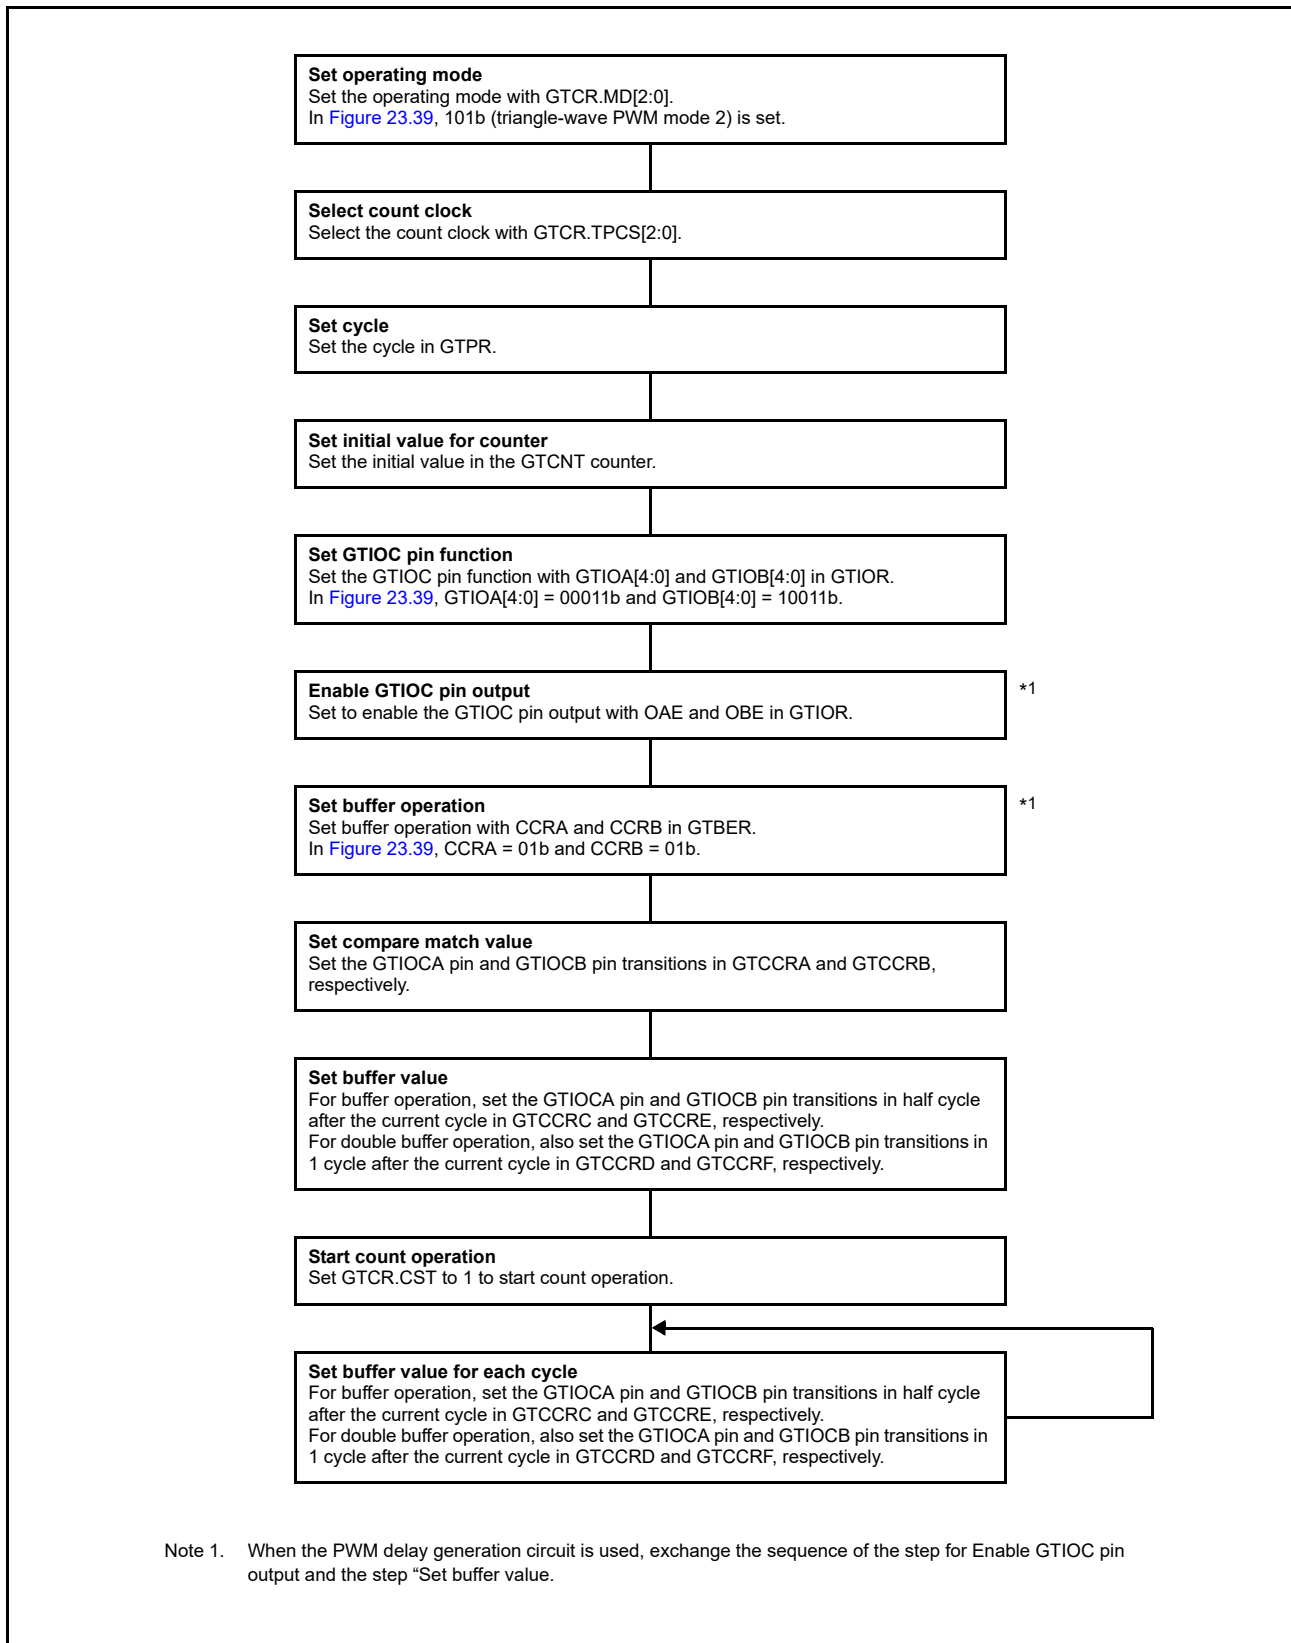 Set operating mode
Set the operating mode with GTCR.MD[2:0].
In Figure 23.39, 101b (triangle-wave PWM mode 2) is set.
Select count clock
Select the count clock with GTCR.TPCS[2:0].
Set cycle
Set the cycle in GTPR.
Set initial value for counter
Set the initial value in the GTCNT counter.
Set GTIOC pin function
Set the GTIOC pin function with GTIOA[4:0] and GTIOB[4:0] in GTIOR.
In Figure 23.39, GTIOA[4:0] = 00011b and GTIOB[4:0] = 10011b.
Enable GTIOC pin output
Set to enable the GTIOC pin output with OAE and OBE in GTIOR.
*1
Set buffer operation
Set buffer operation with CCRA and CCRB in GTBER.
In Figure 23.39, CCRA = 01b and CCRB = 01b.
*1
Set compare match value
Set the GTIOCA pin and GTIOCB pin transitions in GTCCRA and GTCCRB,
respectively.
Set buffer value
For buffer operation, set the GTIOCA pin and GTIOCB pin transitions in half cycle
after the current cycle in GTCCRC and GTCCRE, respectively.
For double buffer operation, also set the GTIOCA pin and GTIOCB pin transitions in
1 cycle after the current cycle in GTCCRD and GTCCRF, respectively.
Start count operation
Set GTCR.CST to 1 to start count operation.
Set buffer value for each cycle
For buffer operation, set the GTIOCA pin and GTIOCB pin transitions in half cycle
after the current cycle in GTCCRC and GTCCRE, respectively.
For double buffer operation, also set the GTIOCA pin and GTIOCB pin transitions in
1 cycle after the current cycle in GTCCRD and GTCCRF, respectively.
Note 1. When the PWM delay generation circuit is used, exchange the sequence of the step for Enable GTIOC pin
output and the step “Set buffer value.